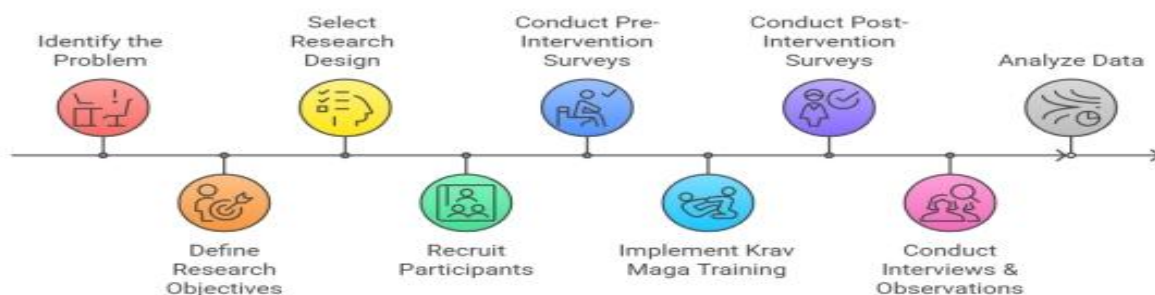 Identify the
Problem
Define
Research
Objectives
Select
Research
Design
Recruit
Participants
Conduct Pre-
Intervention
Surveys
Implement Krav
Maga Training
Conduct Post-
Intervention
Surveys
Conduct
Interviews &
Observations
Analyze Data